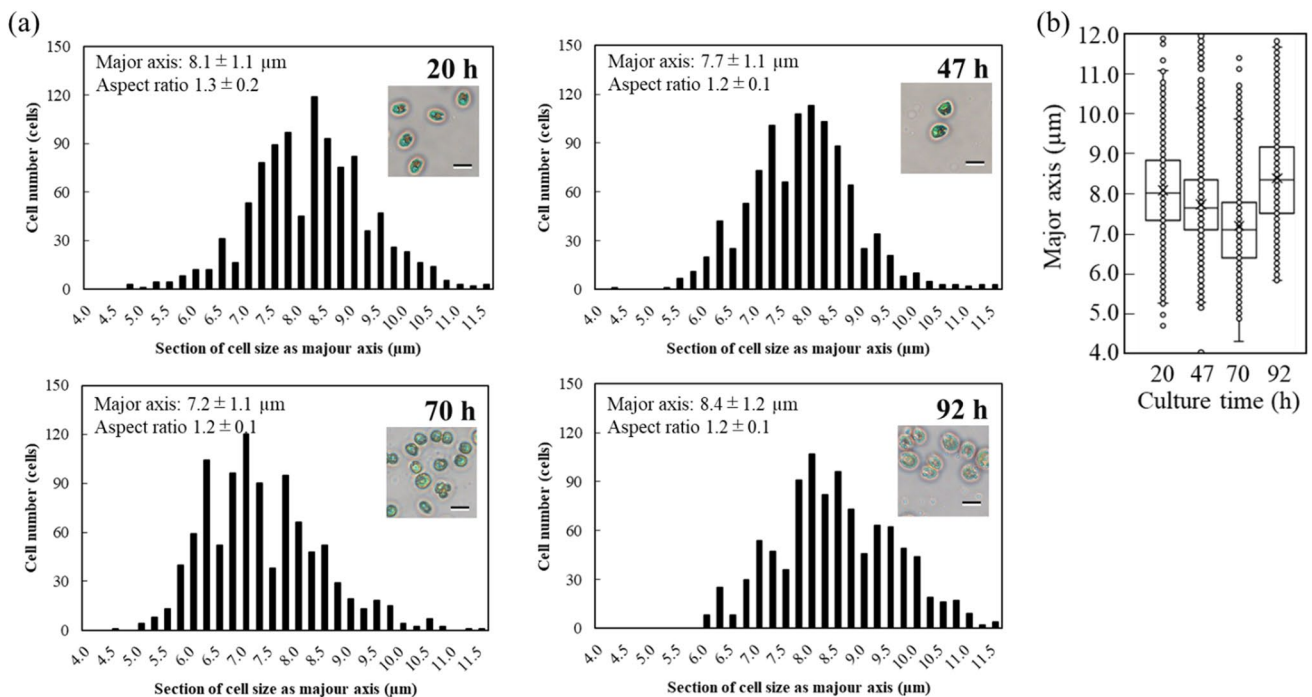 (a)
150
120
90
60
30
0
Cell number (cells)
Major axis: 8.1 ± 1.1 µm
Aspect ratio 1.3 ± 0.2
20 h
4.0 5.0 5.5 6.0 6.5 7.0 7.5 8.0 8.5 9.0 9.5 10.0 10.5 11.0 11.5
Section of cell size as majour axis (µm)
150
120
90
60
30
0
Cell number (cells)
Major axis: 7.7 ± 1.1 µm
Aspect ratio 1.2 ± 0.1
47 h
4.0 4.5 5.0 5.5 6.0 6.5 7.0 7.5 8.0 8.5 9.0 9.5 10.0 10.5 11.0 11.5
Section of cell size as majour axis (µm)
150
120
90
60
30
0
Cell number (cells)
Major axis: 7.2 ± 1.1 µm
Aspect ratio 1.2 ± 0.1
70 h
4.0 4.5 5.0 5.5 6.0 6.5 7.0 7.5 8.0 8.5 9.0 9.5 10.0 10.5 11.0 11.5
Section of cell size as majour axis (µm)
150
120
90
60
30
0
Cell number (cells)
Major axis: 8.4 ± 1.2 µm
Aspect ratio 1.2 ± 0.1
92 h
4.0 4.5 5.0 5.5 6.0 6.5 7.0 7.5 8.0 8.5 9.0 9.5 10.0 10.5 11.0 11.5
Section of cell size as majour axis (µm)
(b)
12.0
11.0
10.0
9.0
8.0
7.0
6.0
5.0
4.0
Major axis (µm)
20 47 70 92
Culture time (h)